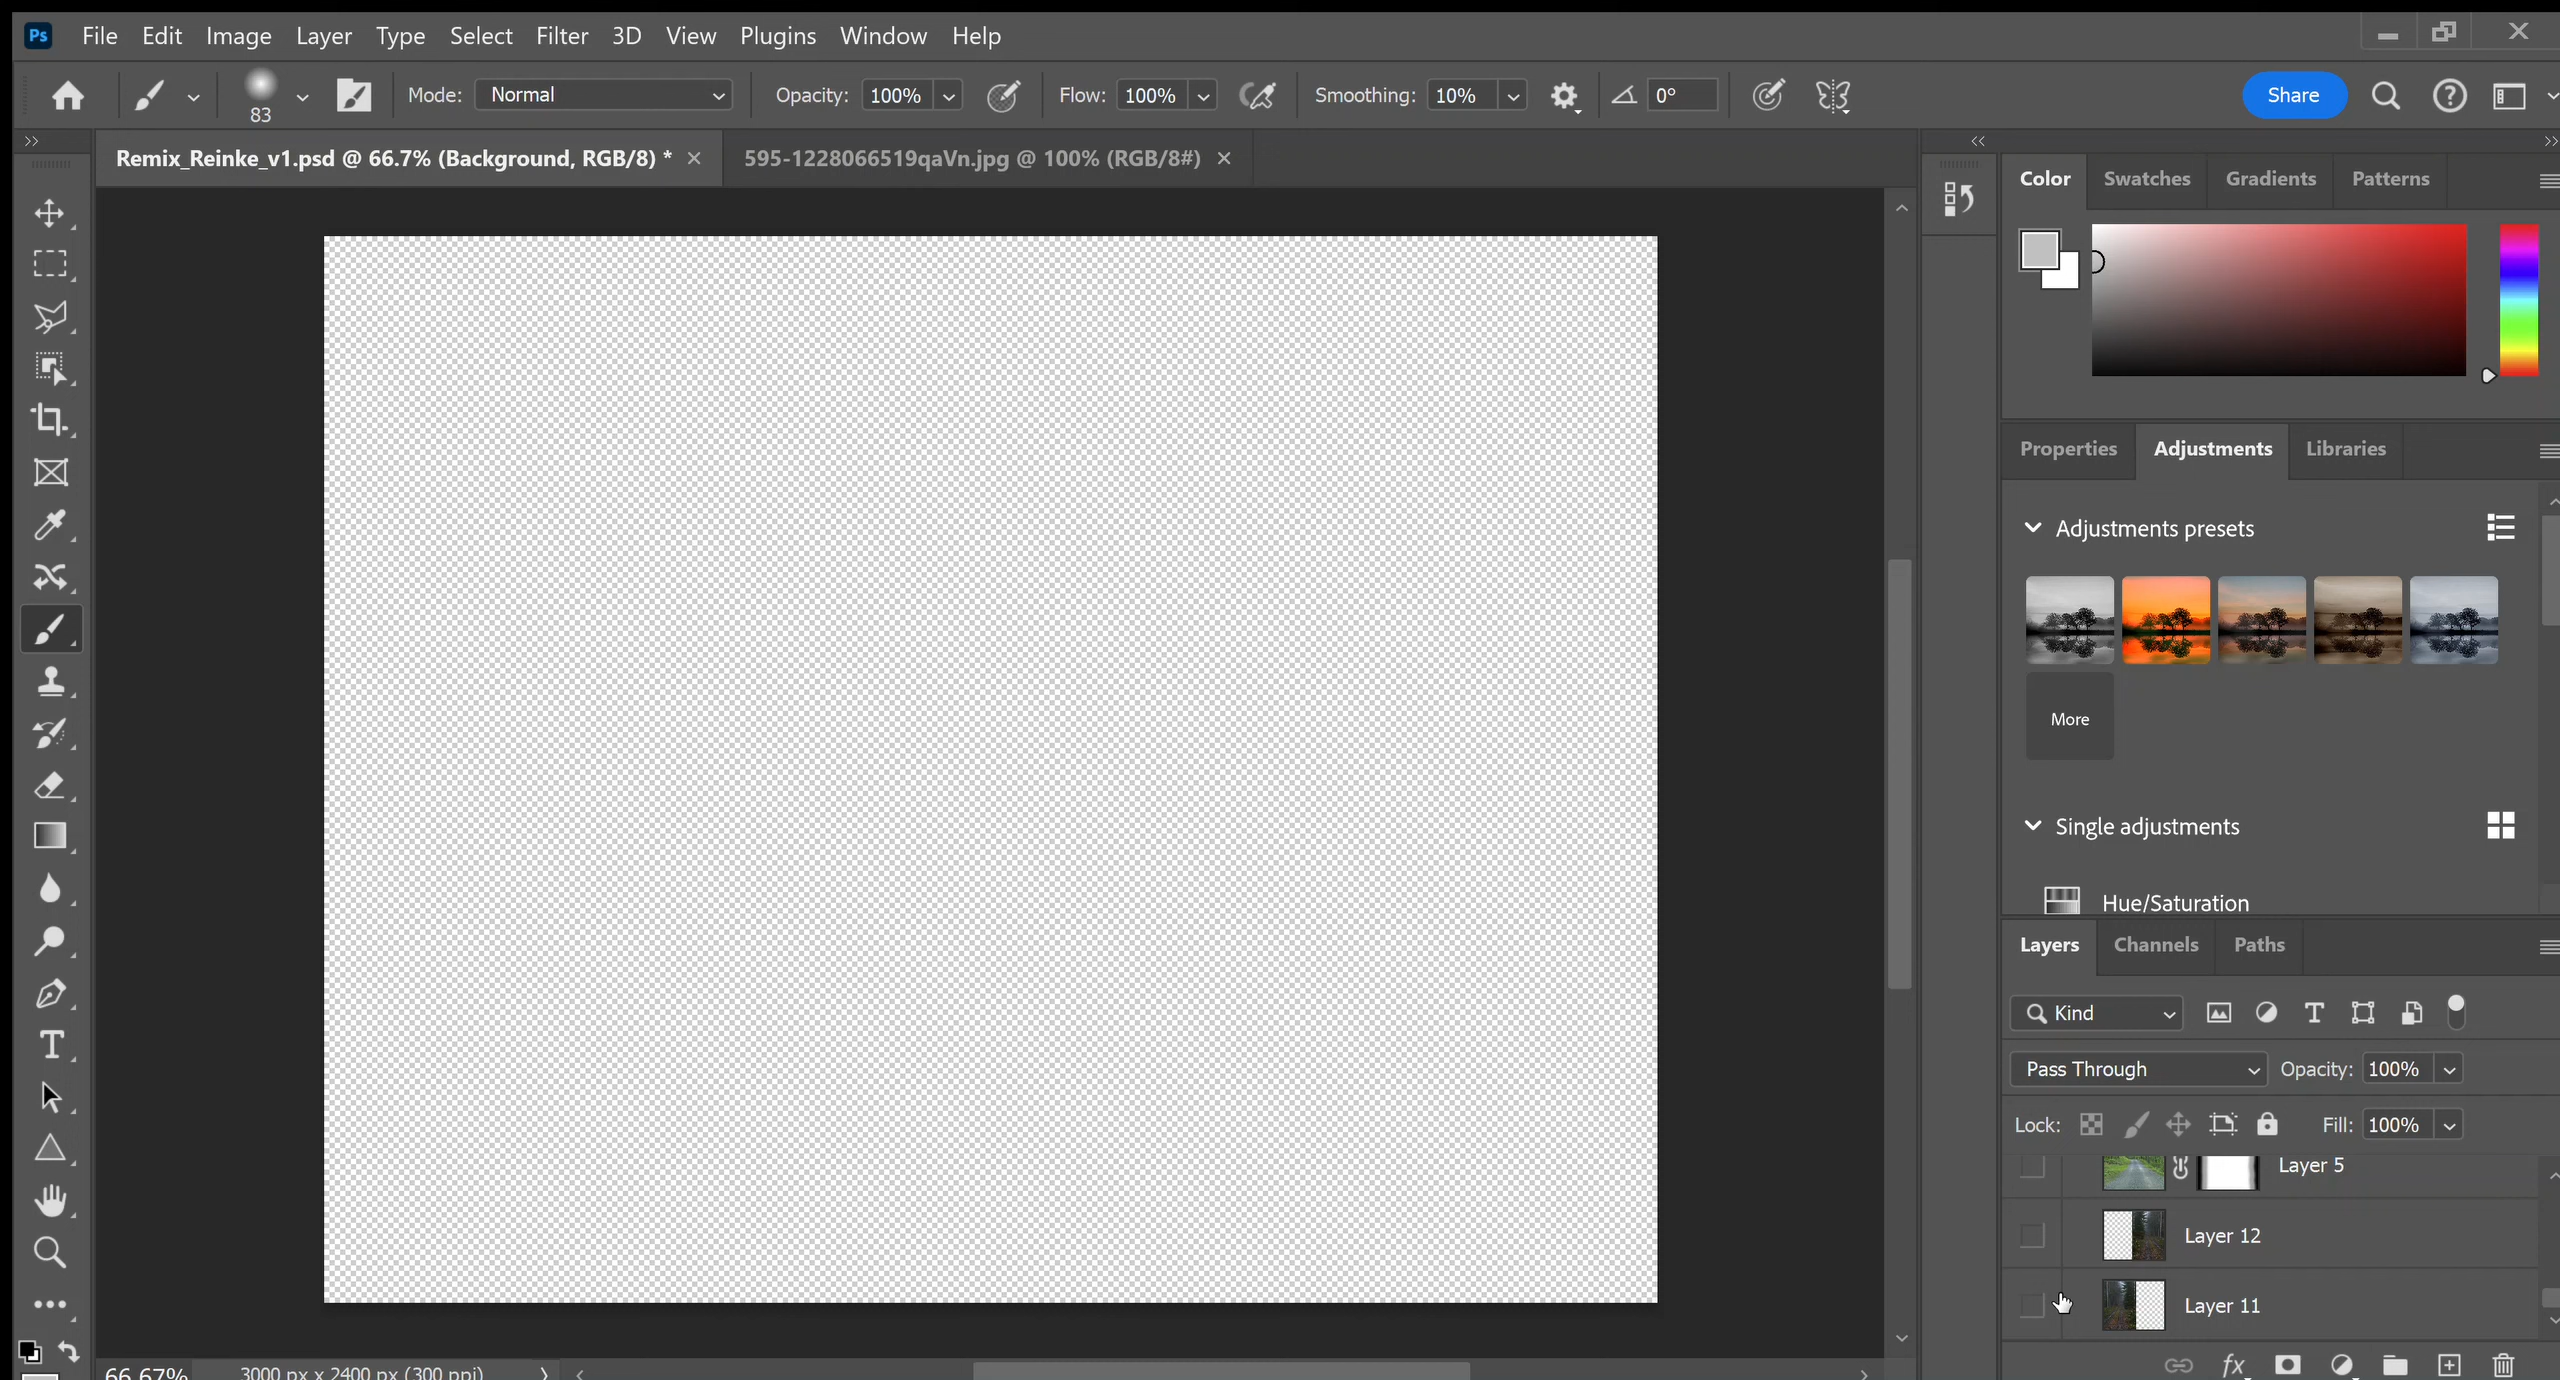 Ps File Edit Image Layer Type Select Filter 3D View Plugins Window Help
83 Mode: Normal Opacity: 100% Flow: 100% Smoothing: 10% 0° Share
Remix_Reinke_v1.psd @ 66.7% (Background, RGB/8) * 595-1228066519qaVn.jpg @ 100% (RGB/8#)
Color Swatches Gradients Patterns
Properties Adjustments Libraries
Adjustments presets
More
Single adjustments
Hue/Saturation
Layers Channels Paths
Kind
Pass Through Opacity: 100%
Lock: Fill: 100%
Layer 5
Layer 12
Layer 11
fx
66.67% 3000 px x 2400 px (300 ppi)